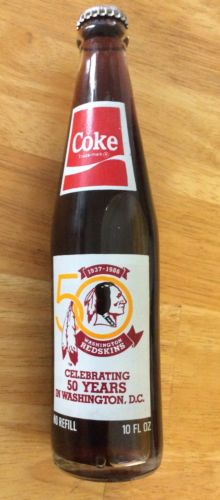 Coke
Trade-mark ®
50
1937-1986
WASHINGTON
REDSKINS
CELEBRATING
50 YEARS
IN WASHINGTON, D.C.
NO REFILL
10 FL OZ